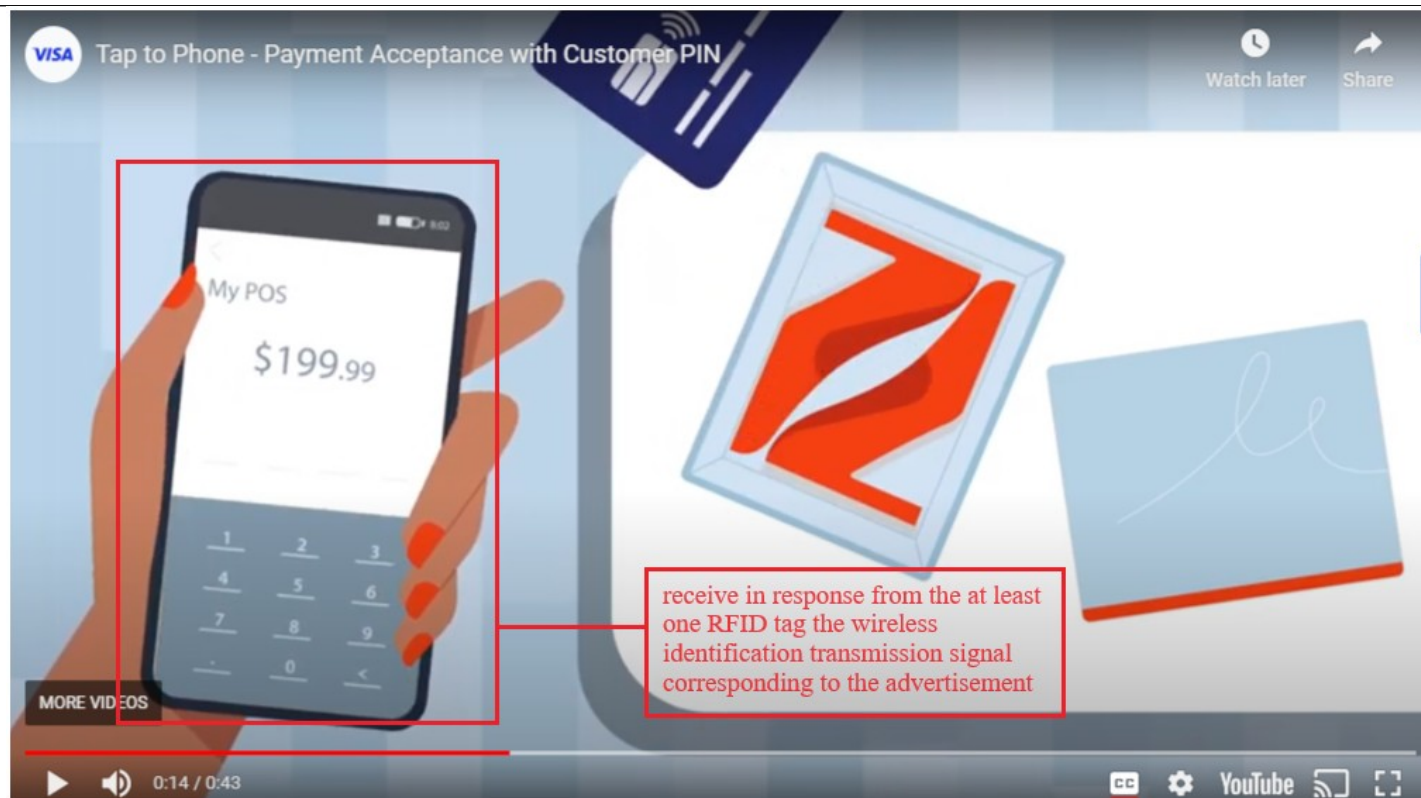 VISA
Tap to Phone - Payment Acceptance with Customer PIN
Watch later
Share
8:02
My POS
$199.99
1 2 3
4 5 6
7 8 9
. 0 <
receive in response from the at least
one RFID tag the wireless
identification transmission signal
corresponding to the advertisement
MORE VIDEOS
0:14 / 0:43
CC
YouTube